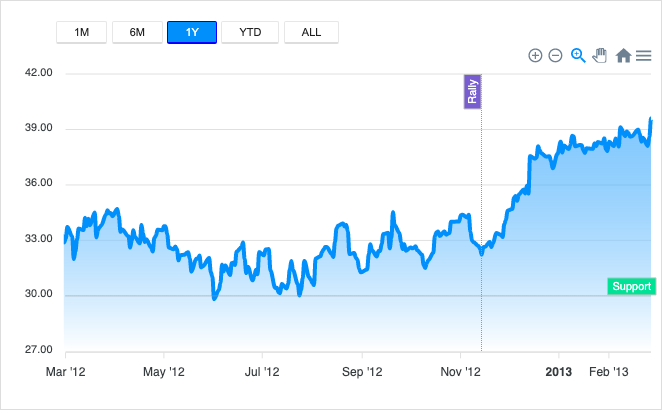 1M 6M 1Y YTD ALL
42.00
Rally
39.00
36.00
33.00
30.00
Support
27.00
Mar '12 May '12 Jul '12 Sep '12 Nov '12 2013 Feb '13